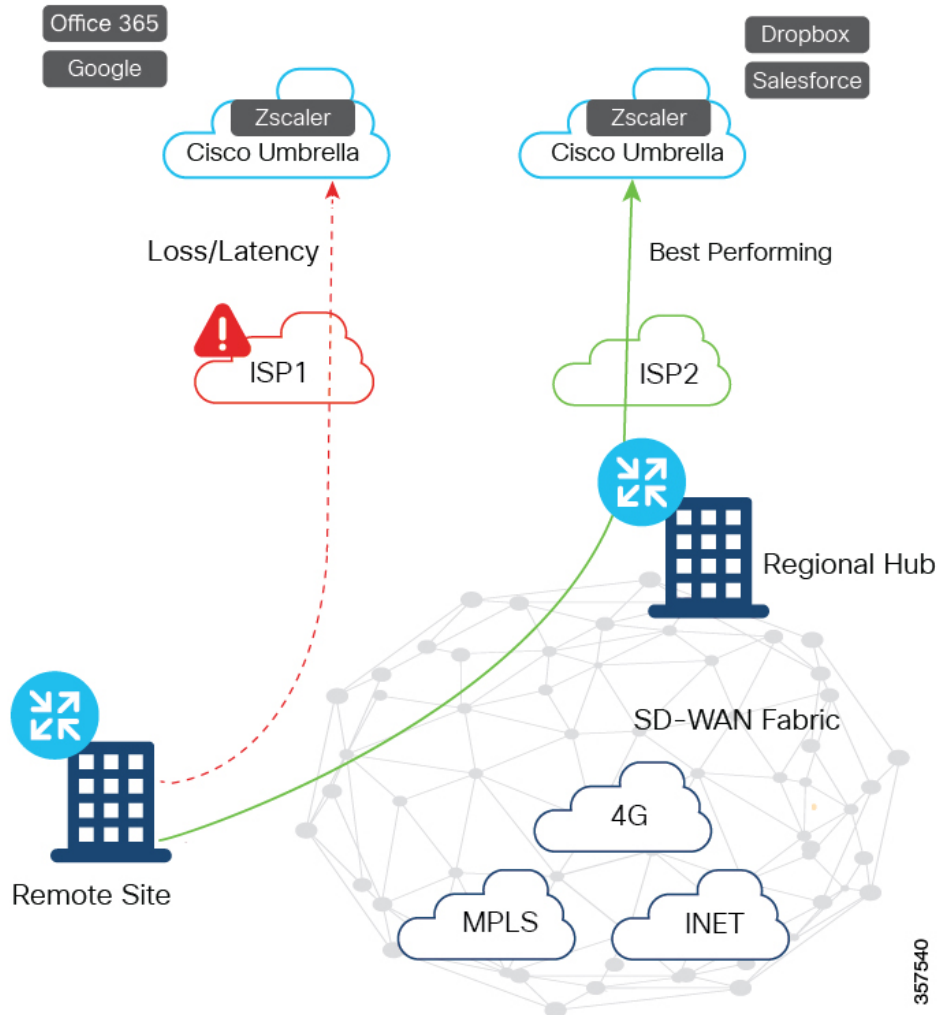 Office 365
Google
Dropbox
Salesforce
Zscaler
Cisco Umbrella
Zscaler
Cisco Umbrella
Loss/Latency
Best Performing
!
ISP1
ISP2
Regional Hub
SD-WAN Fabric
4G
Remote Site
MPLS
INET
357540